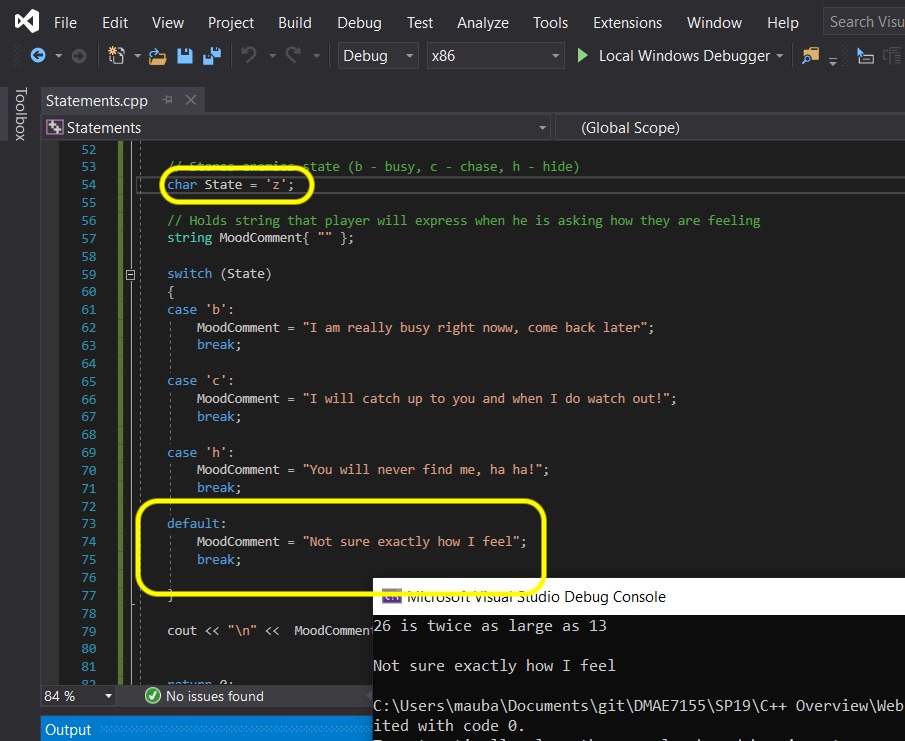 File Edit View Project Build Debug Test Analyze Tools Extensions Window Help Search Visu
Debug x86 Local Windows Debugger
Toolbox
Statements.cpp
Statements (Global Scope)
52
53 // Stores enemies state (b - busy, c - chase, h - hide)
54 char State = 'z';
55
56 // Holds string that player will express when he is asking how they are feeling
57 string MoodComment{ "" };
58
59 switch (State)
60 {
61 case 'b':
62 MoodComment = "I am really busy right noww, come back later";
63 break;
64
65 case 'c':
66 MoodComment = "I will catch up to you and when I do watch out!";
67 break;
68
69 case 'h':
70 MoodComment = "You will never find me, ha ha!";
71 break;
72
73 default:
74 MoodComment = "Not sure exactly how I feel";
75 break;
76
77 }
78
79 cout << "\n" << MoodComment
80
81
82 return 0;
84 % No issues found
Output
Microsoft Visual Studio Debug Console
26 is twice as large as 13
Not sure exactly how I feel
C:\Users\mauba\Documents\git\DMAE7155\SP19\C++ Overview\Web
ited with code 0.